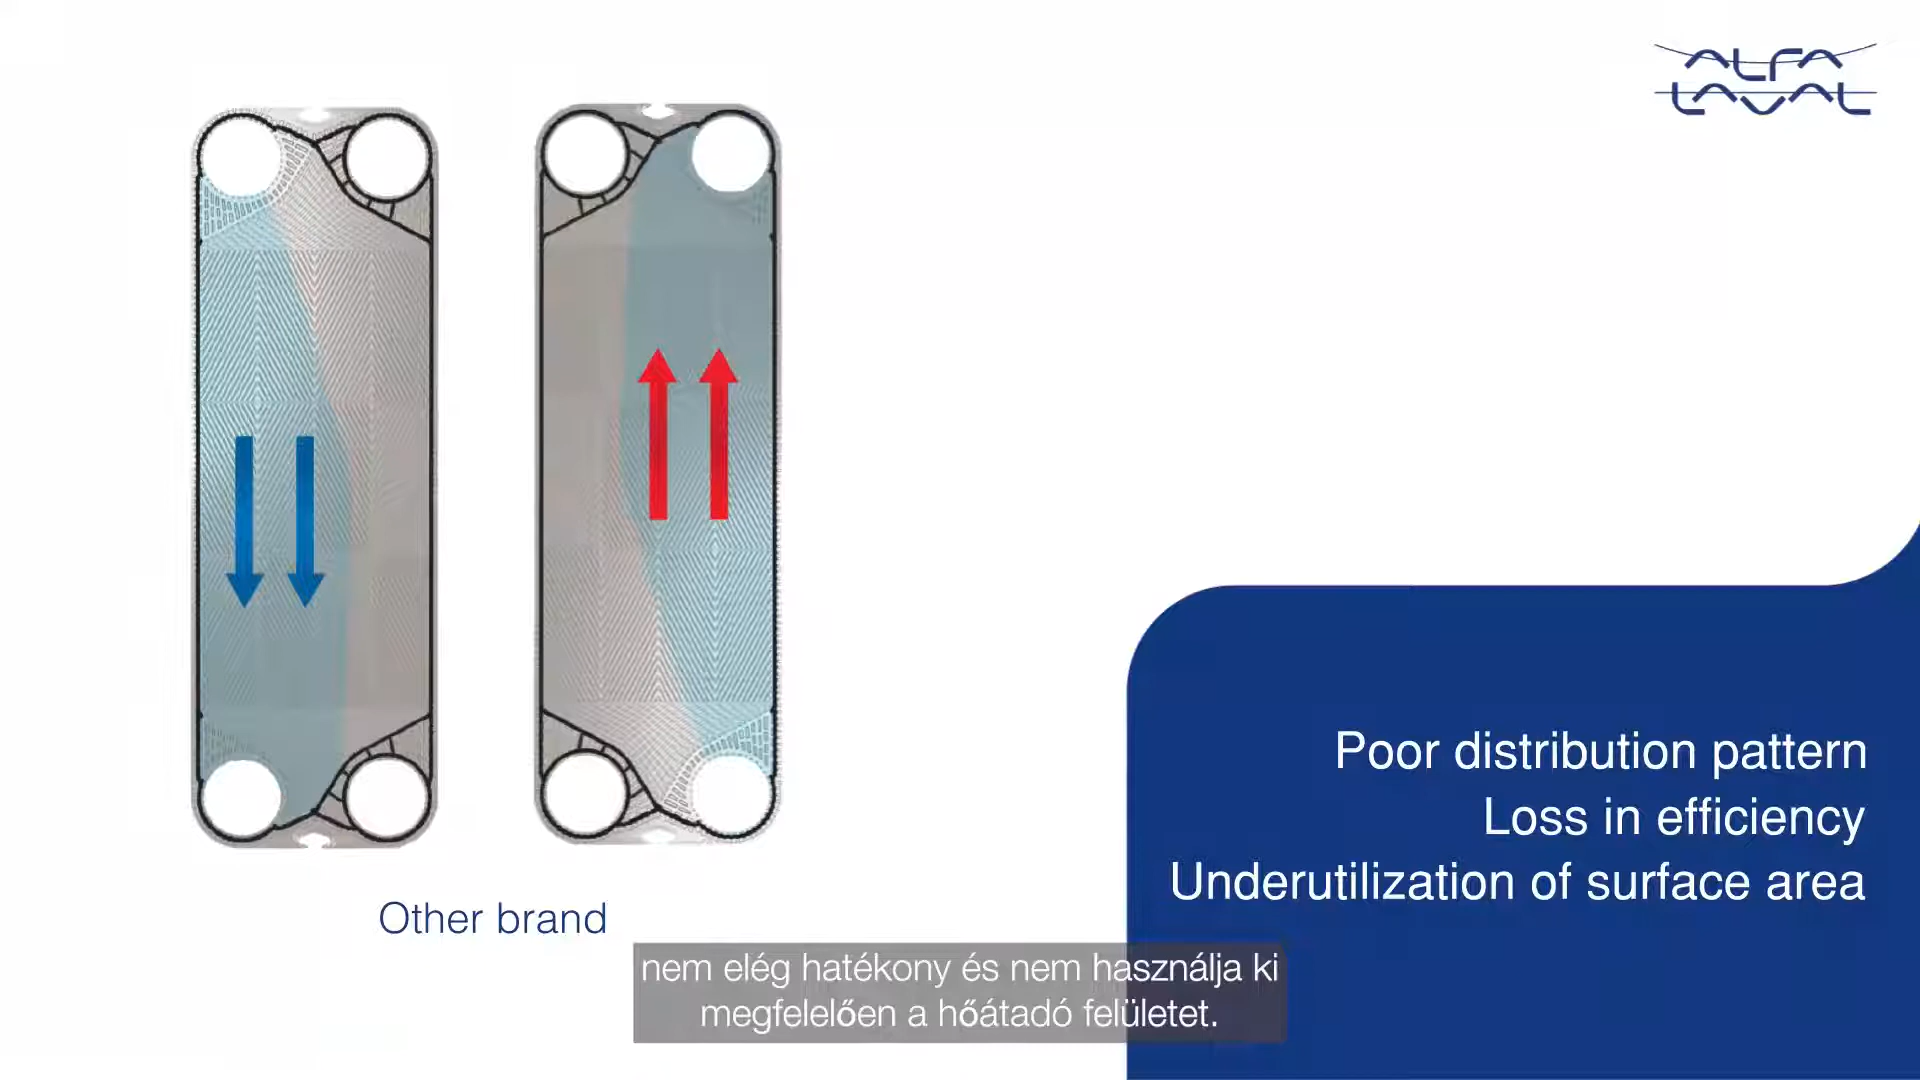 ALFA
LAVAL
Poor distribution pattern
Loss in efficiency
Underutilization of surface area
Other brand
nem elég hatékony és nem használja ki
megfelelően a hőátadó felületet.